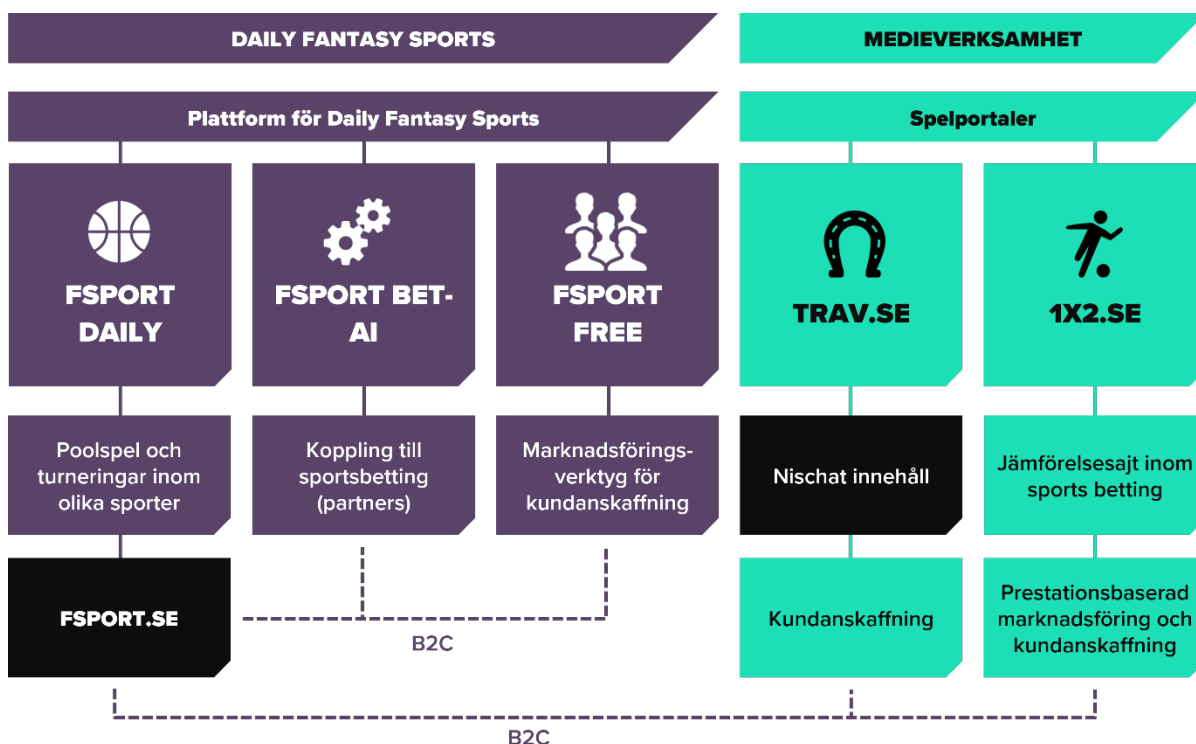 DAILY FANTASY SPORTS
MEDIEVERKSAMHET
Plattform för Daily Fantasy Sports
Spelportaler
FSPORT
DAILY
FSPORT BET-
AI
FSPORT
FREE
TRAV.SE
1X2.SE
Poolspel och
turneringar inom
olika sporter
Koppling till
sportsbetting
(partners)
Marknadsförings-
verktyg för
kundanskaffning
Nischat innehåll
Jämförelsesajt inom
sports betting
FSPORT.SE
B2C
Kundanskaffning
Prestationsbaserad
marknadsföring och
kundanskaffning
B2C